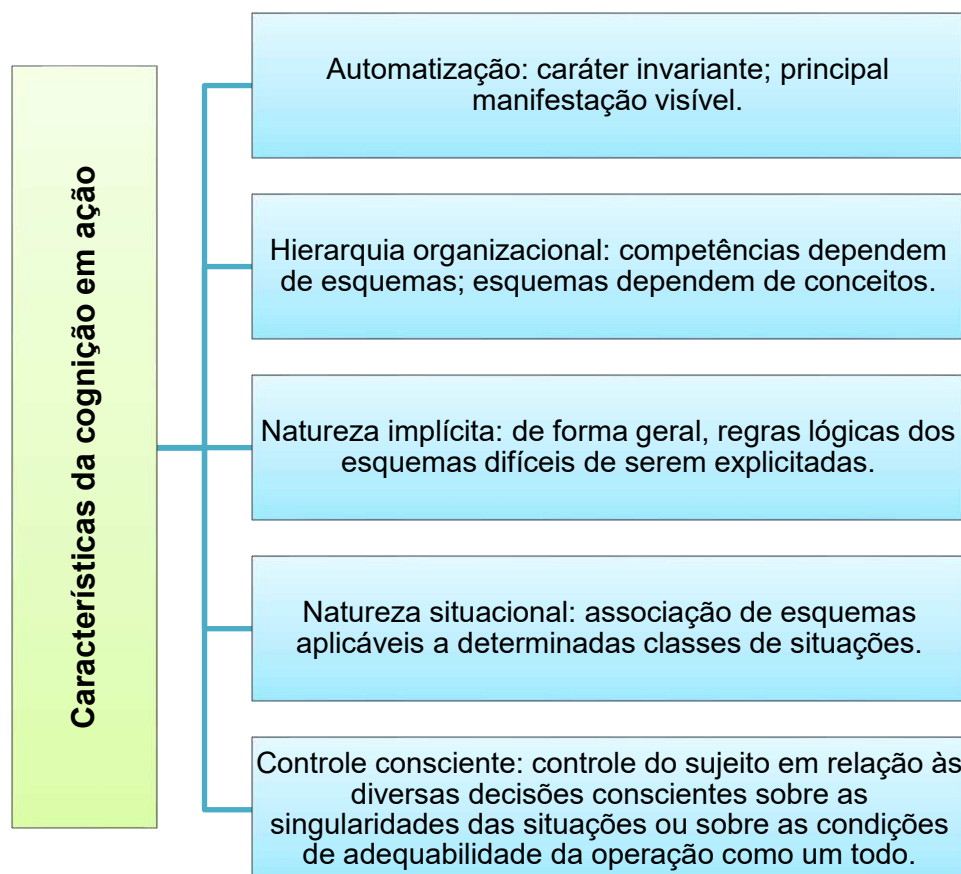 Características da cognição em ação
Automatização: caráter invariante; principal
manifestação visível.
Hierarquia organizacional: competências dependem
de esquemas; esquemas dependem de conceitos.
Natureza implícita: de forma geral, regras lógicas dos
esquemas difíceis de serem explicitadas.
Natureza situacional: associação de esquemas
aplicáveis a determinadas classes de situações.
Controle consciente: controle do sujeito em relação às
diversas decisões conscientes sobre as
singularidades das situações ou sobre as condições
de adequabilidade da operação como um todo.